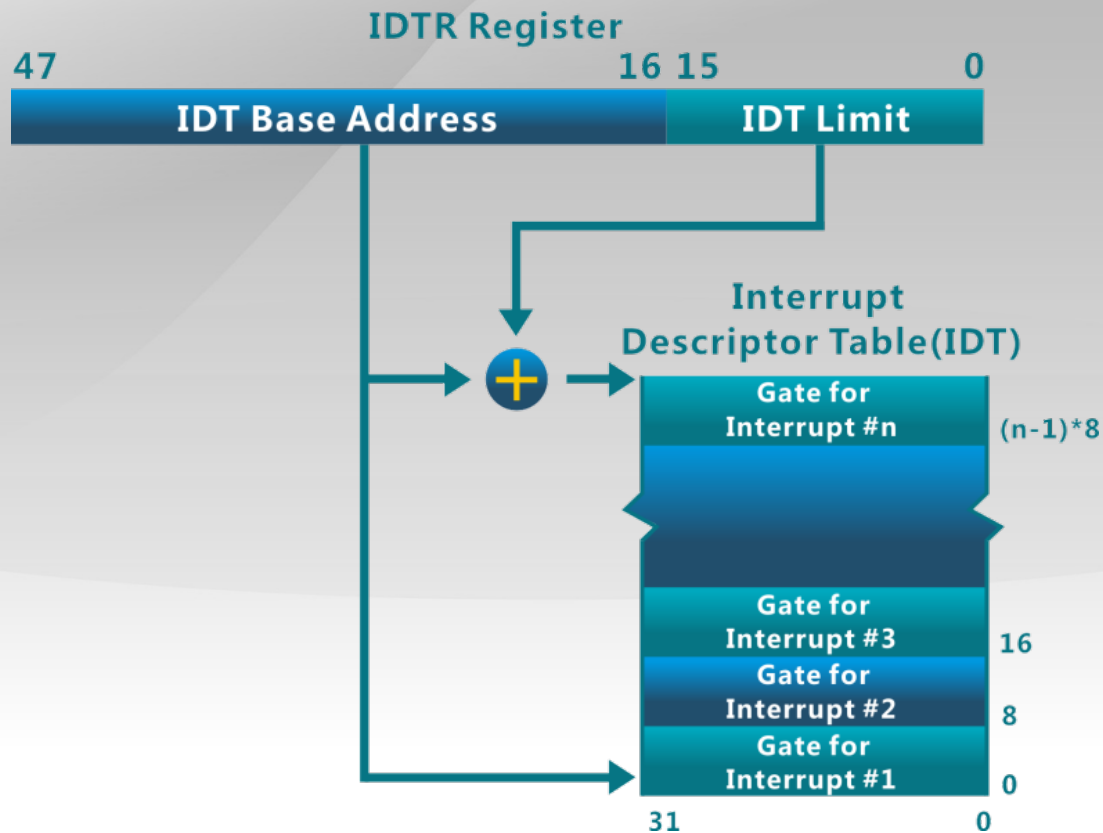 IDTR Register
47 16 15 0
IDT Base Address IDT Limit
Interrupt
Descriptor Table(IDT)
Gate for
Interrupt #n (n-1)*8
Gate for
Interrupt #3 16
Gate for
Interrupt #2 8
Gate for
Interrupt #1 0
31 0